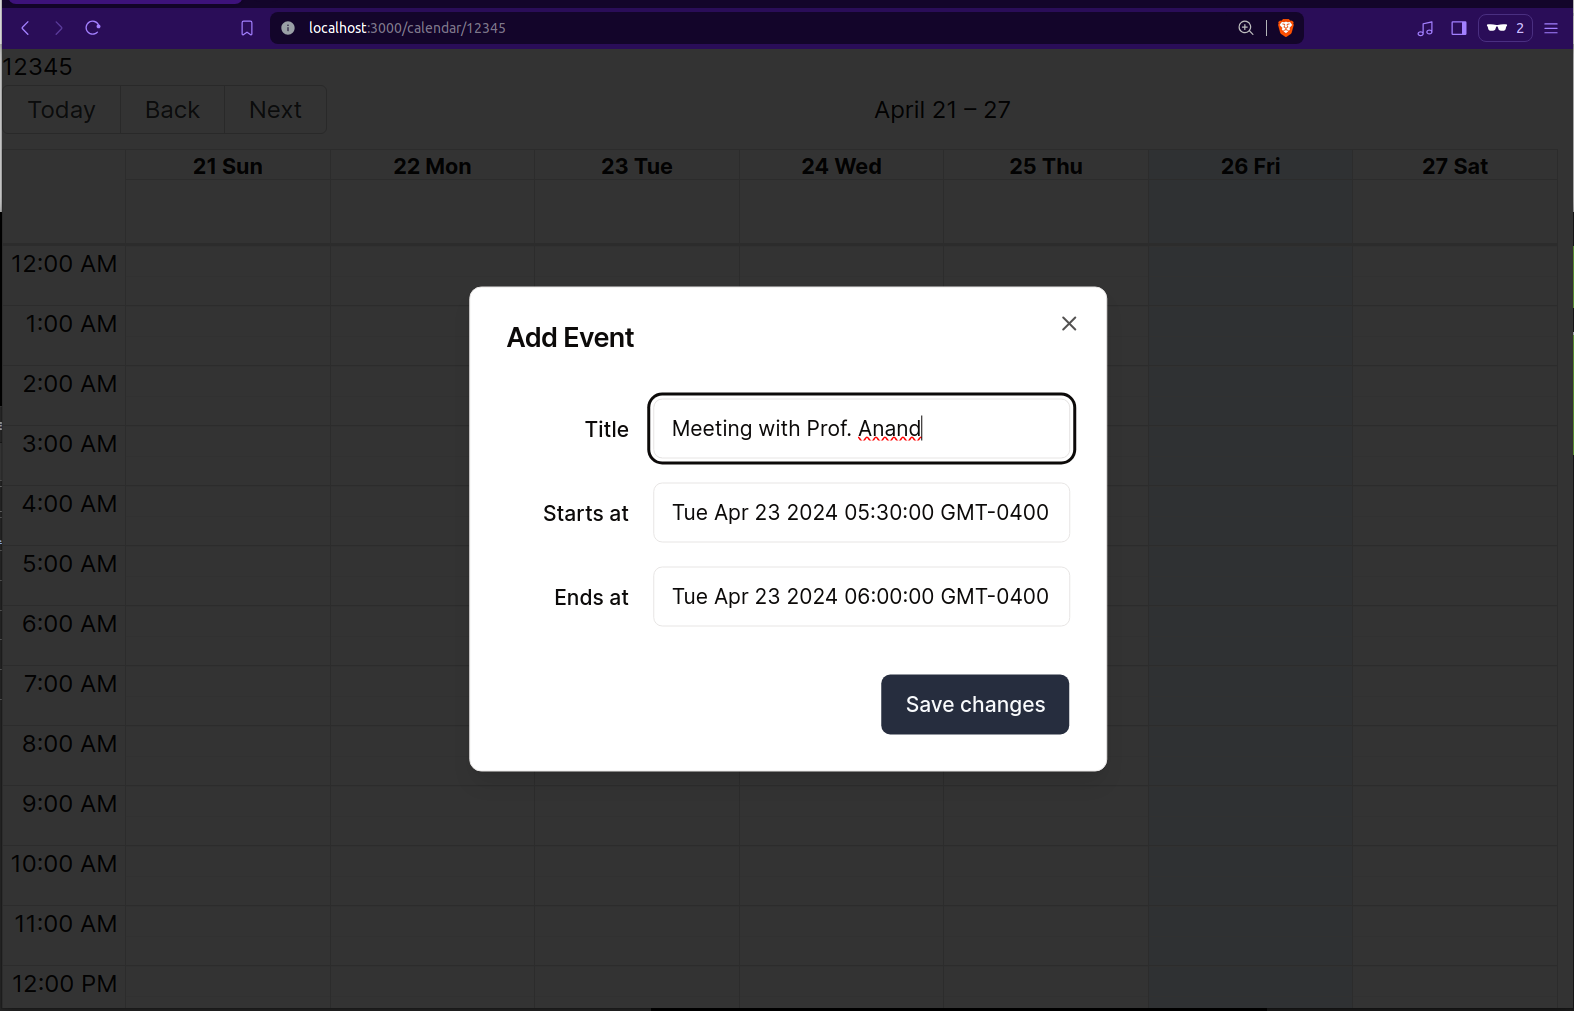 localhost:3000/calendar/12345
2
12345
Today Back Next April 21 – 27
21 Sun 22 Mon 23 Tue 24 Wed 25 Thu 26 Fri 27 Sat
12:00 AM
1:00 AM
2:00 AM
3:00 AM
4:00 AM
5:00 AM
6:00 AM
7:00 AM
8:00 AM
9:00 AM
10:00 AM
11:00 AM
12:00 PM
Add Event
Title Meeting with Prof. Anand
Starts at Tue Apr 23 2024 05:30:00 GMT-0400
Ends at Tue Apr 23 2024 06:00:00 GMT-0400
Save changes